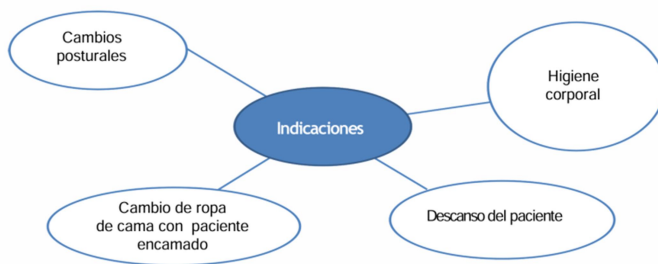 Cambios
posturales
Higiene
corporal
Indicaciones
Cambio de ropa
de cama con paciente
encamado
Descanso del paciente